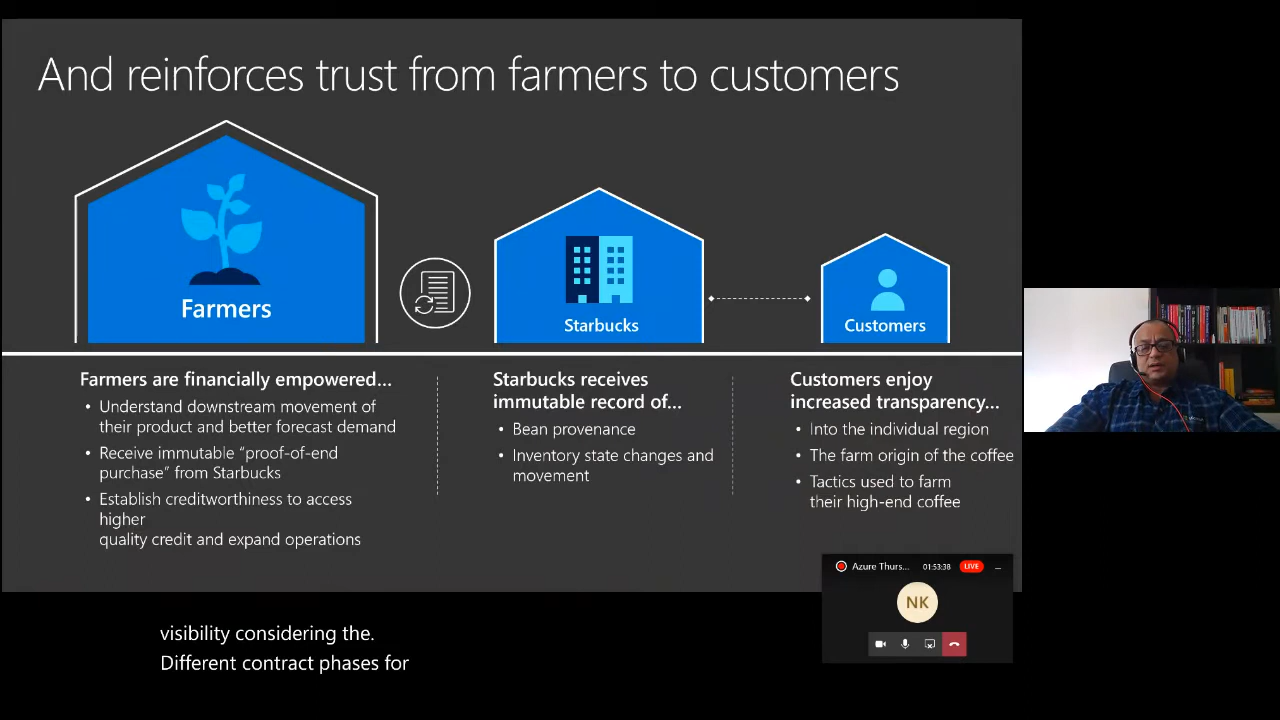 And reinforces trust from farmers to customers
Farmers
Starbucks
Customers
Farmers are financially empowered...
• Understand downstream movement of
their product and better forecast demand
• Receive immutable “proof-of-end
purchase” from Starbucks
• Establish creditworthiness to access
higher
quality credit and expand operations
Starbucks receives
immutable record of...
• Bean provenance
• Inventory state changes and
movement
Customers enjoy
increased transparency...
• Into the individual region
• The farm origin of the coffee
• Tactics used to farm
their high-end coffee
Azure Thurs... 01:53:38 LIVE
NK
visibility considering the.
Different contract phases for